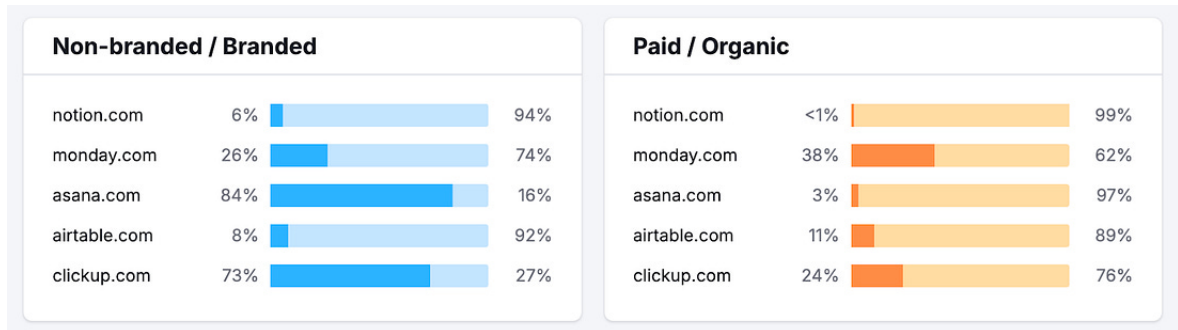 Non-branded / Branded
notion.com 6% 94%
monday.com 26% 74%
asana.com 84% 16%
airtable.com 8% 92%
clickup.com 73% 27%
Paid / Organic
notion.com <1% 99%
monday.com 38% 62%
asana.com 3% 97%
airtable.com 11% 89%
clickup.com 24% 76%